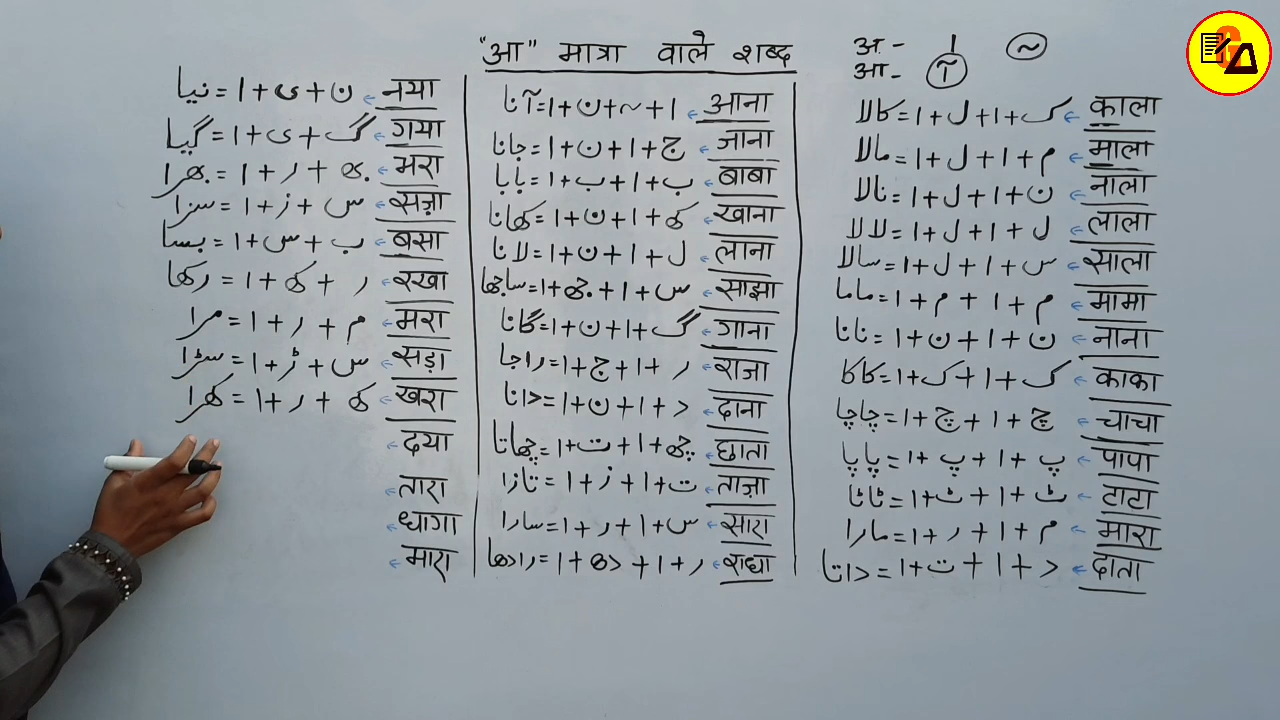 "आ" मात्रा वाले शब्द
अ - ا ~
आ - ा
काला ← ک+ا+ل+ا=کالا
माला ← م+ا+ل+ا=مالا
नाला ← ن+ا+ل+ا=نالا
लाला ← ل+ا+ل+ا=لالا
साला ← س+ا+ل+ا=سالا
मामा ← م+ا+م+ا=ماما
नाना ← ن+ا+ن+ا=نانا
काका ← ک+ا+ک+ا=کاکا
चाचा ← چ+ا+چ+ا=چاچا
पापा ← پ+ا+پ+ا=پاپا
टाटा ← ٹ+ا+ٹ+ا=ٹاٹا
मारा ← م+ا+ر+ا=مارا
दाता ← د+ا+ت+ا=داتا
आना ← ا+~+ن+ا=آنا
जाना ← ج+ا+ن+ا=جانا
बाबा ← ب+ا+ب+ا=بابا
खाना ← کھ+ا+ن+ا=کھانا
लाना ← ل+ا+ن+ا=لانا
साझा ← س+ا+جھ+ا=ساجھا
गाना ← گ+ا+ن+ا=گانا
राजा ← ر+ا+ج+ا=راجا
दाना ← د+ا+ن+ا=دانا
छाता ← چھ+ا+ت+ا=چھاتا
ताज़ा ← ت+ا+ز+ا=تازا
सारा ← س+ا+ر+ا=سارا
राधा ← ر+ا+دھ+ا=رادھا
नया ← ن+ی+ا=نیا
गया ← گ+ی+ا=گیا
भरा ← بھ+ر+ا=بھرا
सज़ा ← س+ز+ا=سزا
बसा ← ب+س+ا=بسا
रखा ← ر+کھ+ا=رکھا
मरा ← م+ر+ا=مرا
सड़ा ← س+ڑ+ا=سڑا
खरा ← کھ+ر+ا=کھرا
दया ←
तारा ←
धागा ←
मारा ←